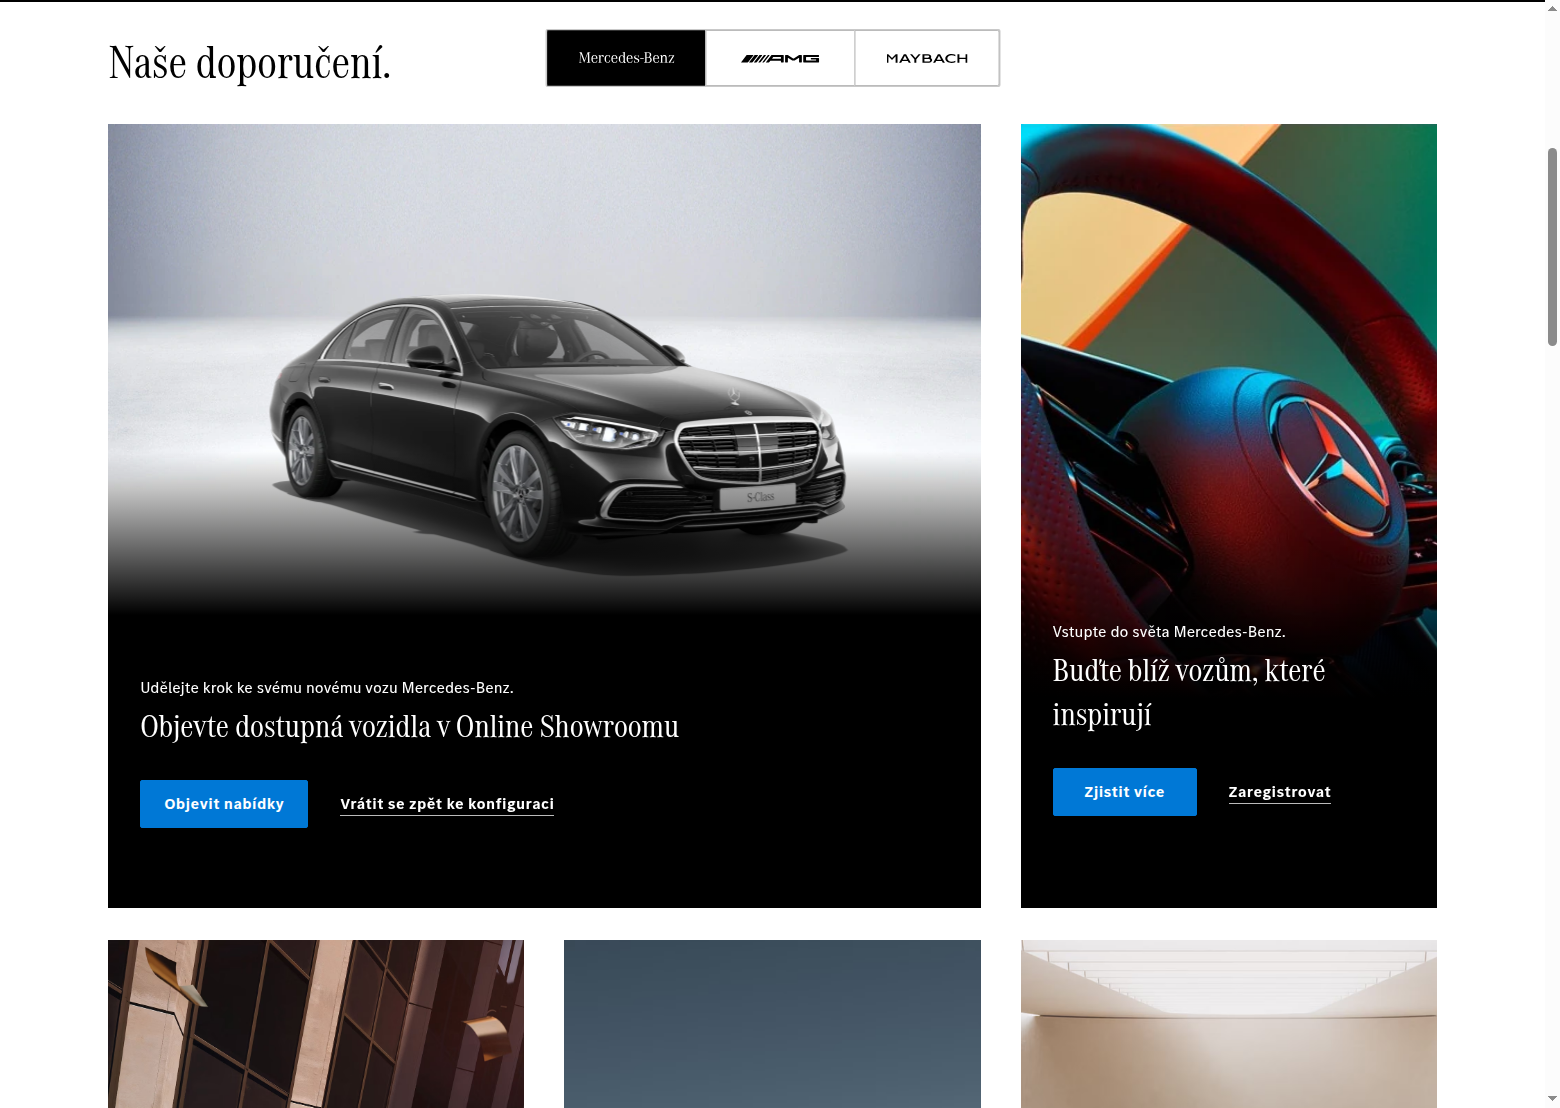 Naše doporučení.
Mercedes-Benz
AMG
MAYBACH
S-Class
Udělejte krok ke svému novému vozu Mercedes-Benz.
Objevte dostupná vozidla v Online Showroomu
Objevit nabídky
Vrátit se zpět ke konfiguraci
Vstupte do světa Mercedes-Benz.
Buďte blíž vozům, které
inspirují
Zjistit více
Zaregistrovat